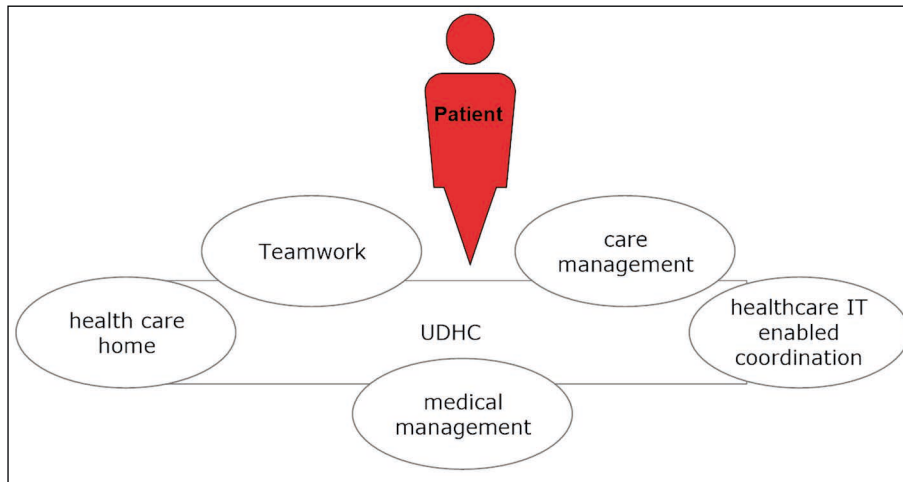 Patient
Teamwork
care
management
health care
home
UDHC
healthcare IT
enabled
coordination
medical
management